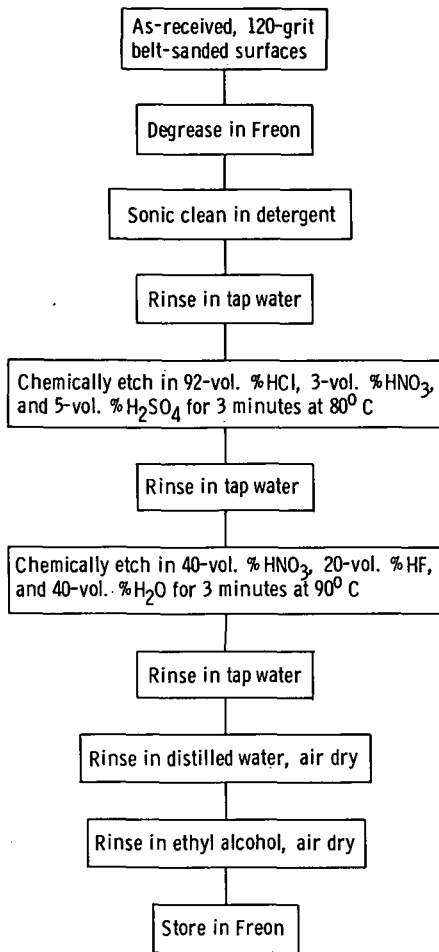 As-received, 120-grit
belt-sanded surfaces
Degrease in Freon
Sonic clean in detergent
Rinse in tap water
Chemically etch in 92-vol. %HCl, 3-vol. %HNO₃,
and 5-vol. %H₂SO₄ for 3 minutes at 80⁰ C
Rinse in tap water
Chemically etch in 40-vol. %HNO₃, 20-vol. %HF,
and 40-vol. %H₂O for 3 minutes at 90⁰ C
Rinse in tap water
Rinse in distilled water, air dry
Rinse in ethyl alcohol, air dry
Store in Freon